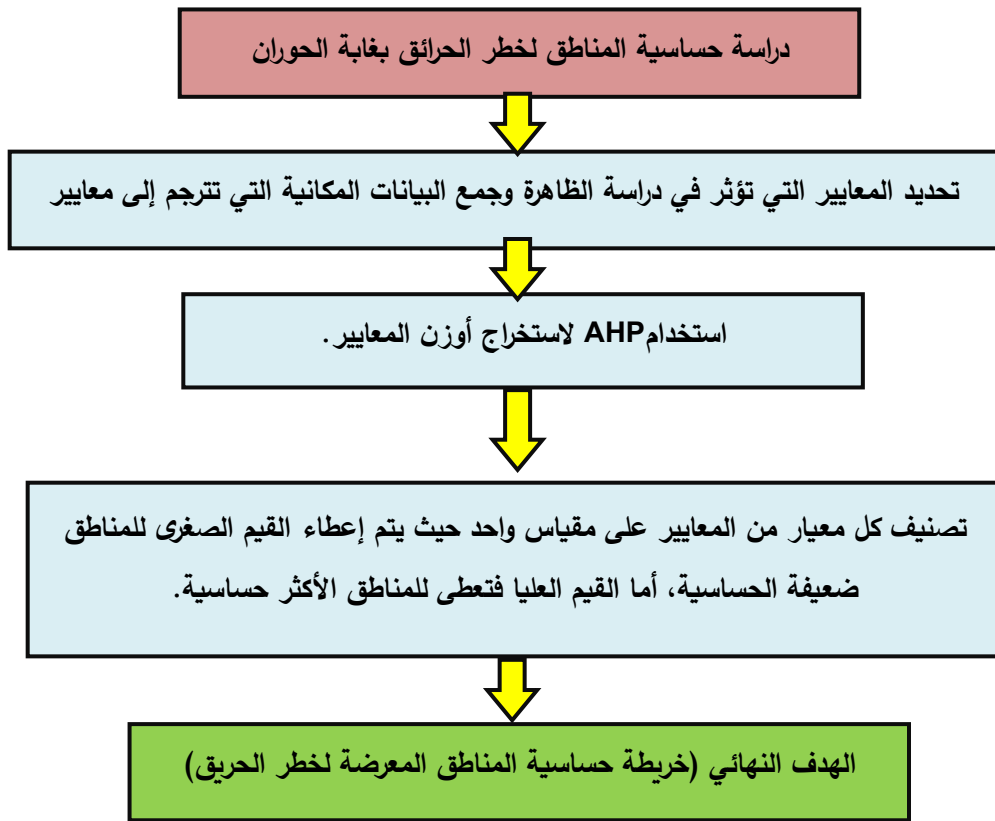 دراسة حساسية المناطق لخطر الحرائق بغابة الحوران
تحديد المعايير التي تؤثر في دراسة الظاهرة وجمع البيانات المكانية التي تترجم إلى معايير
استخدامAHP لاستخراج أوزن المعايير.
تصنيف كل معيار من المعايير على مقياس واحد حيث يتم إعطاء القيم الصغرى للمناطق
ضعيفة الحساسية، أما القيم العليا فتعطى للمناطق الأكثر حساسية.
الهدف النهائي (خريطة حساسية المناطق المعرضة لخطر الحريق)